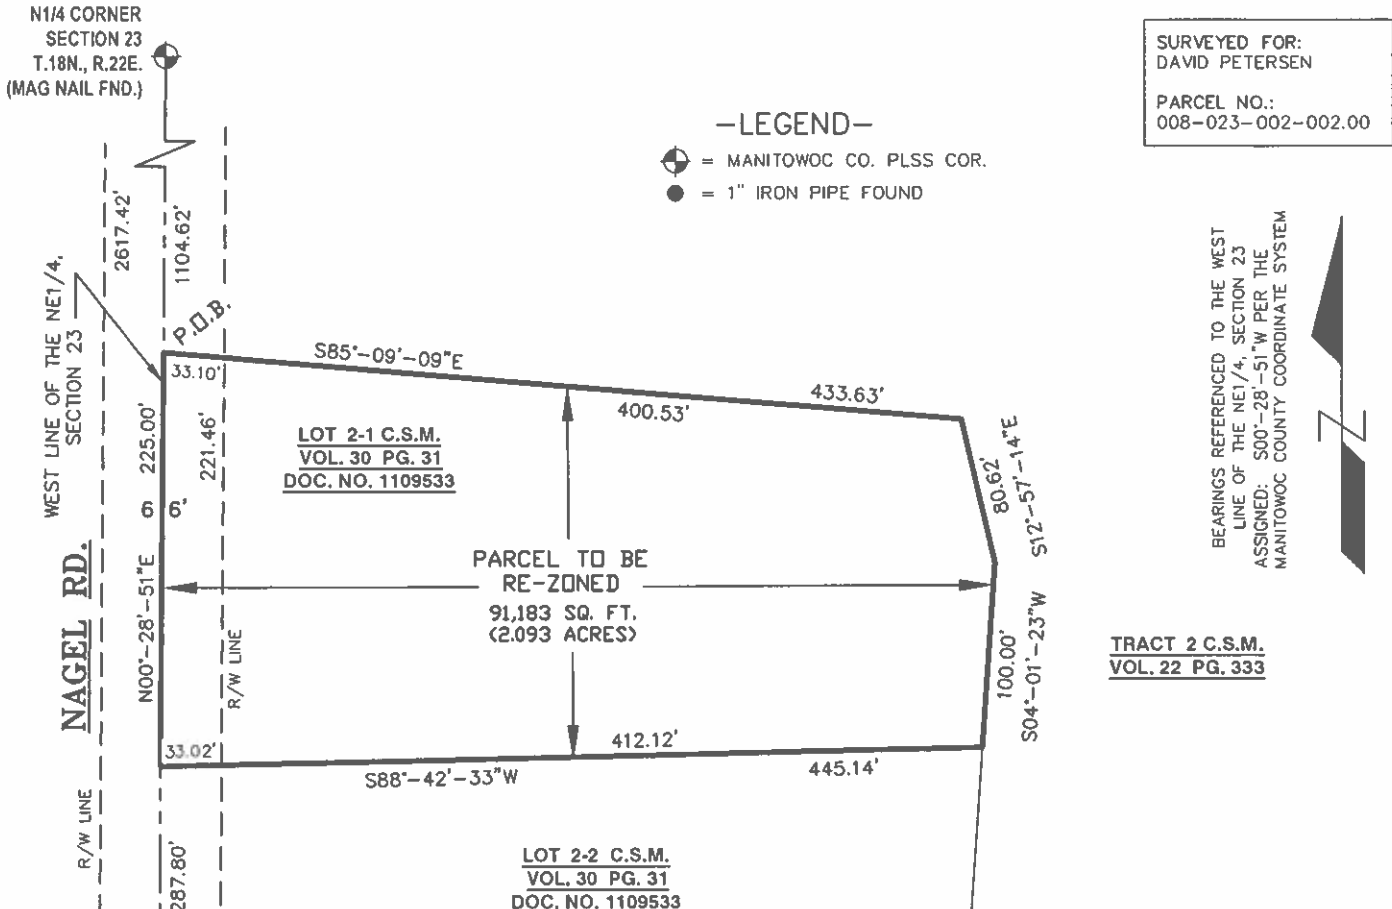 N1/4 CORNER
SECTION 23
T.18N., R.22E.
(MAG NAIL FND.)
SURVEYED FOR:
DAVID PETERSEN
PARCEL NO.:
008-023-002-002.00
-LEGEND-
= MANITOWOC CO. PLSS COR.
= 1" IRON PIPE FOUND
BEARINGS REFERENCED TO THE WEST
LINE OF THE NE1/4, SECTION 23
ASSIGNED: S00°-28'-51"W PER THE
MANITOWOC COUNTY COORDINATE SYSTEM
2617.42'
1104.62'
WEST LINE OF THE NE1/4,
SECTION 23
P.O.B.
33.10'
S85°-09'-09"E
400.53'
433.63'
225.00'
221.46'
6 6'
N00°-28'-51"E
NAGEL RD.
R/W LINE
LOT 2-1 C.S.M.
VOL. 30 PG. 31
DOC. NO. 1109533
80.62'
S12°-57'-14"E
PARCEL TO BE
RE-ZONED
91,183 SQ. FT.
(2.093 ACRES)
100.00'
S04°-01'-23"W
TRACT 2 C.S.M.
VOL. 22 PG. 333
33.02'
412.12'
S88°-42'-33"W
445.14'
R/W LINE
287.80'
LOT 2-2 C.S.M.
VOL. 30 PG. 31
DOC. NO. 1109533